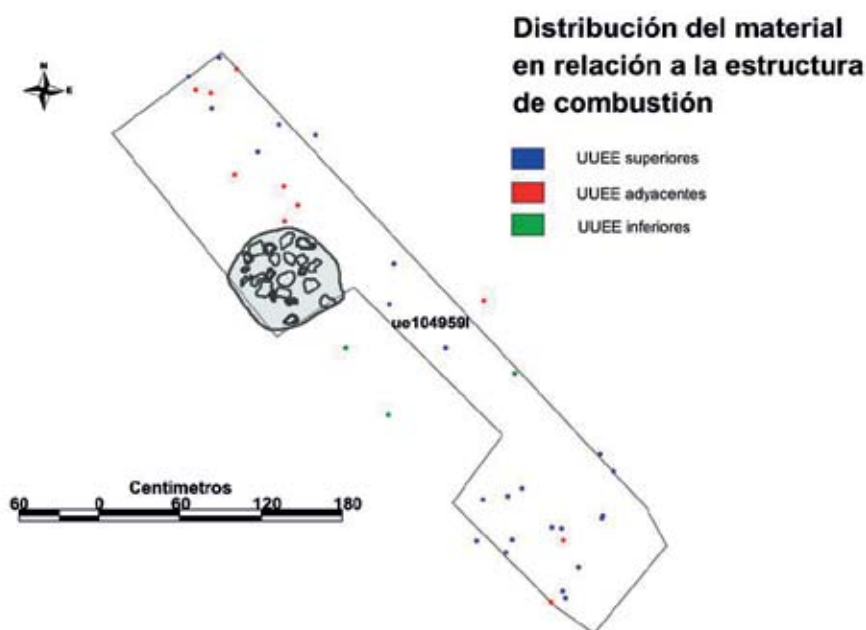 Distribución del material
en relación a la estructura
de combustión
N
E
UUEE superiores
UUEE adyacentes
UUEE inferiores
ue104959l
Centimetros
60 0 60 120 180